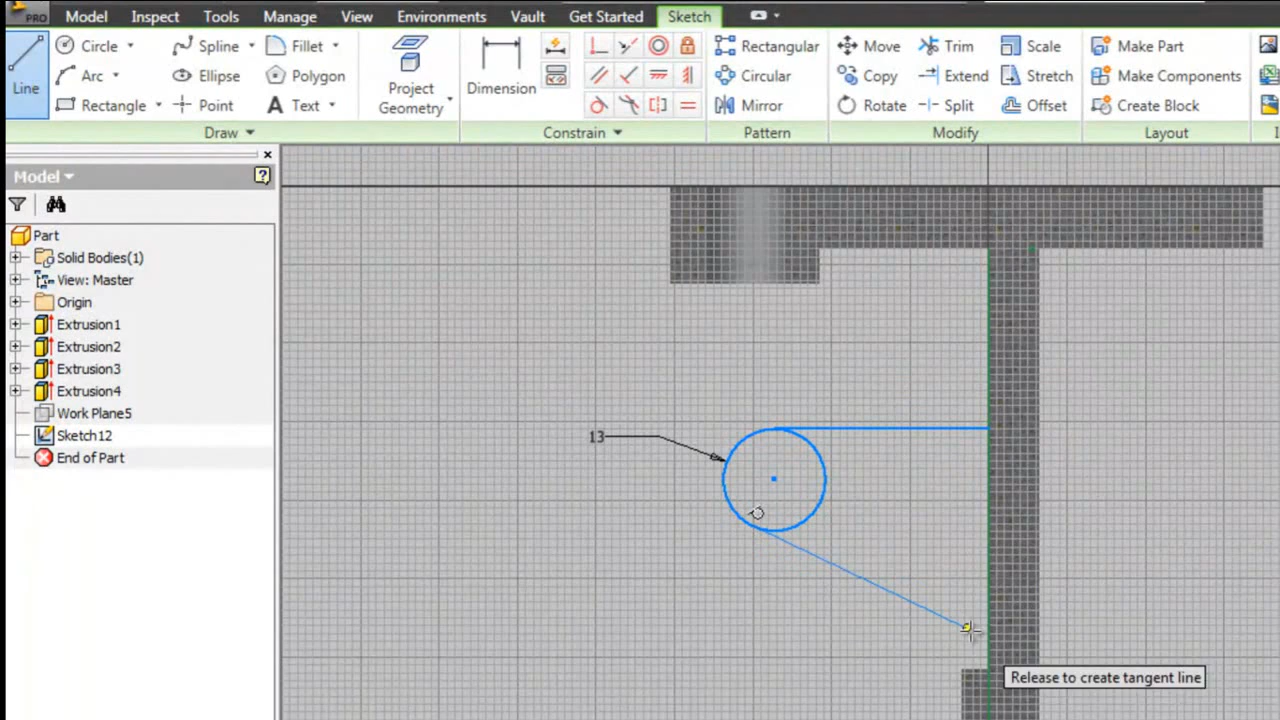 PRO Model Inspect Tools Manage View Environments Vault Get Started Sketch
Line Circle Spline Fillet Project Geometry Dimension Rectangular Move Trim Scale Make Part
Arc Ellipse Polygon Circular Copy Extend Stretch Make Components
Rectangle Point A Text Mirror Rotate Split Offset Create Block
Draw Constrain Pattern Modify Layout
Model
Part
Solid Bodies(1)
View: Master
Origin
Extrusion1
Extrusion2
Extrusion3
Extrusion4
Work Plane5
Sketch12
End of Part
13
Release to create tangent line